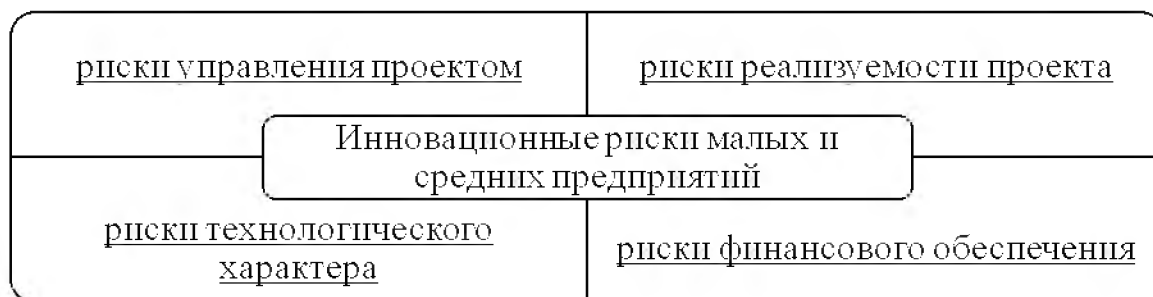 риски управления проектом
риски реализуемости проекта
Инновационные риски малых и
средних предприятий
риски технологического
характера
риски финансового обеспечения